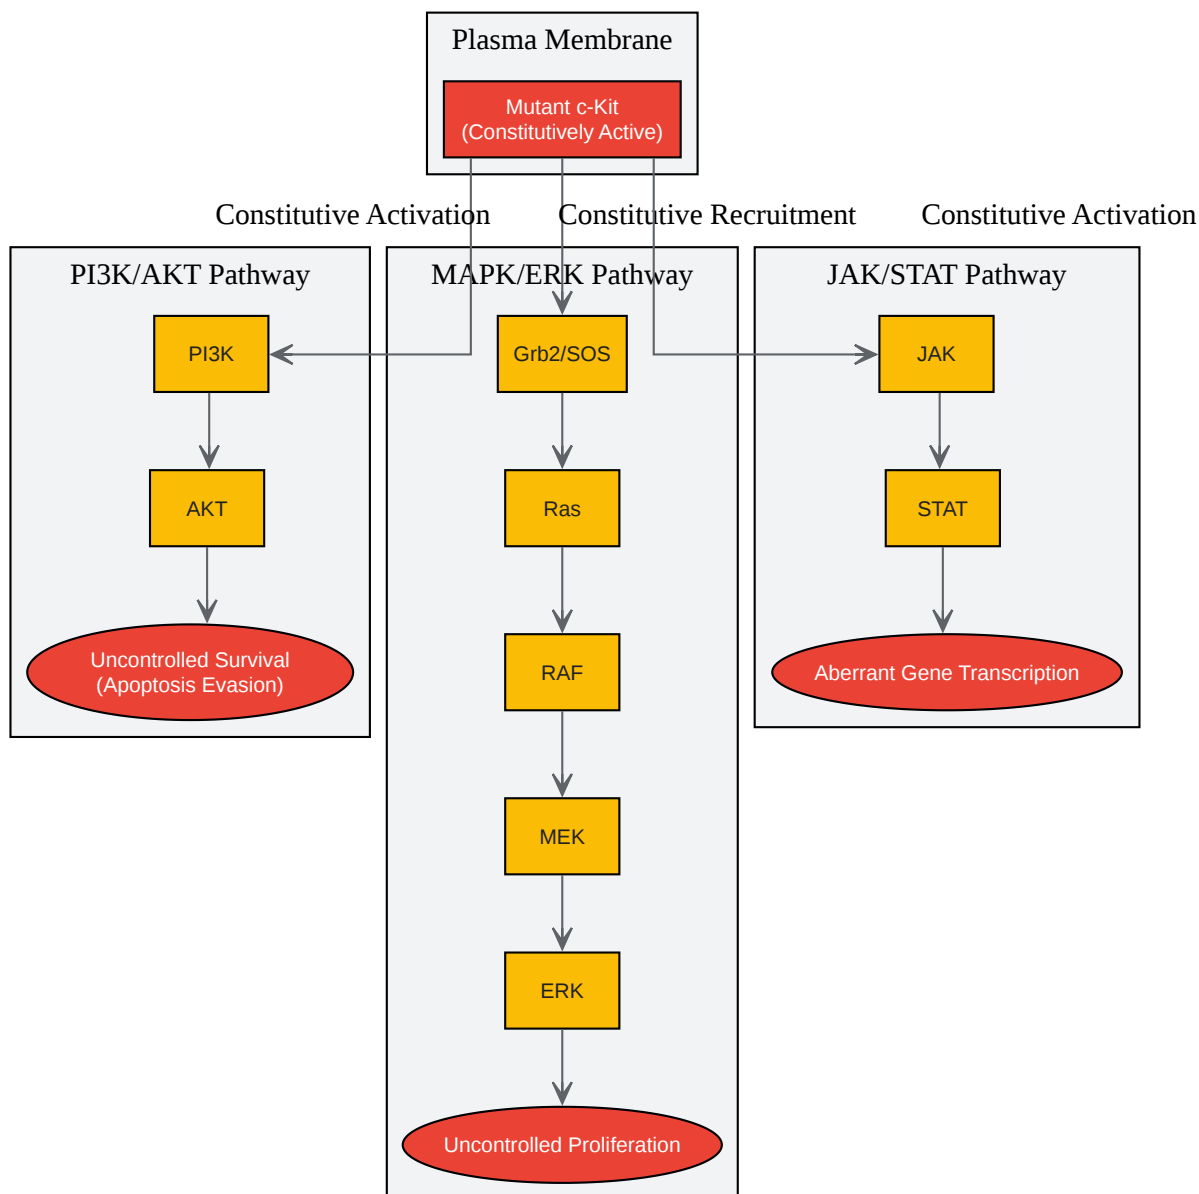 Plasma Membrane
Mutant c-Kit
(Constitutively Active)
Constitutive Activation
Constitutive Recruitment
Constitutive Activation
PI3K/AKT Pathway
PI3K
AKT
Uncontrolled Survival
(Apoptosis Evasion)
MAPK/ERK Pathway
Grb2/SOS
Ras
RAF
MEK
ERK
Uncontrolled Proliferation
JAK/STAT Pathway
JAK
STAT
Aberrant Gene Transcription